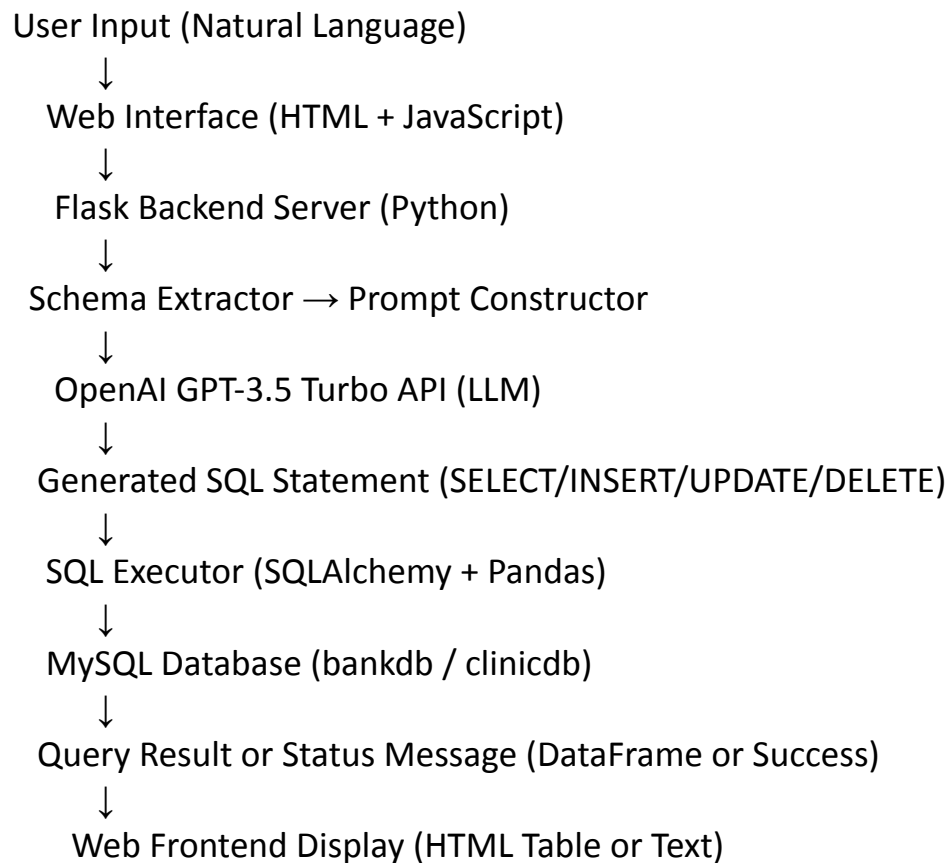 User Input (Natural Language)
↓
Web Interface (HTML + JavaScript)
↓
Flask Backend Server (Python)
↓
Schema Extractor → Prompt Constructor
↓
OpenAI GPT-3.5 Turbo API (LLM)
↓
Generated SQL Statement (SELECT/INSERT/UPDATE/DELETE)
↓
SQL Executor (SQLAlchemy + Pandas)
↓
MySQL Database (bankdb / clinicdb)
↓
Query Result or Status Message (DataFrame or Success)
↓
Web Frontend Display (HTML Table or Text)